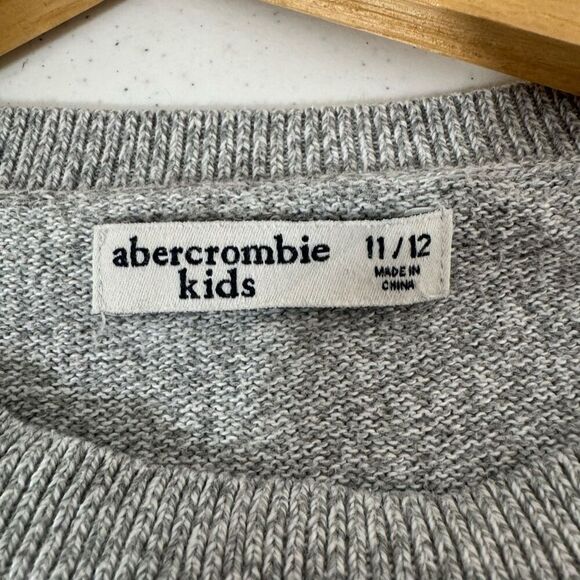 abercrombie
kids
11/12
MADE IN
CHINA